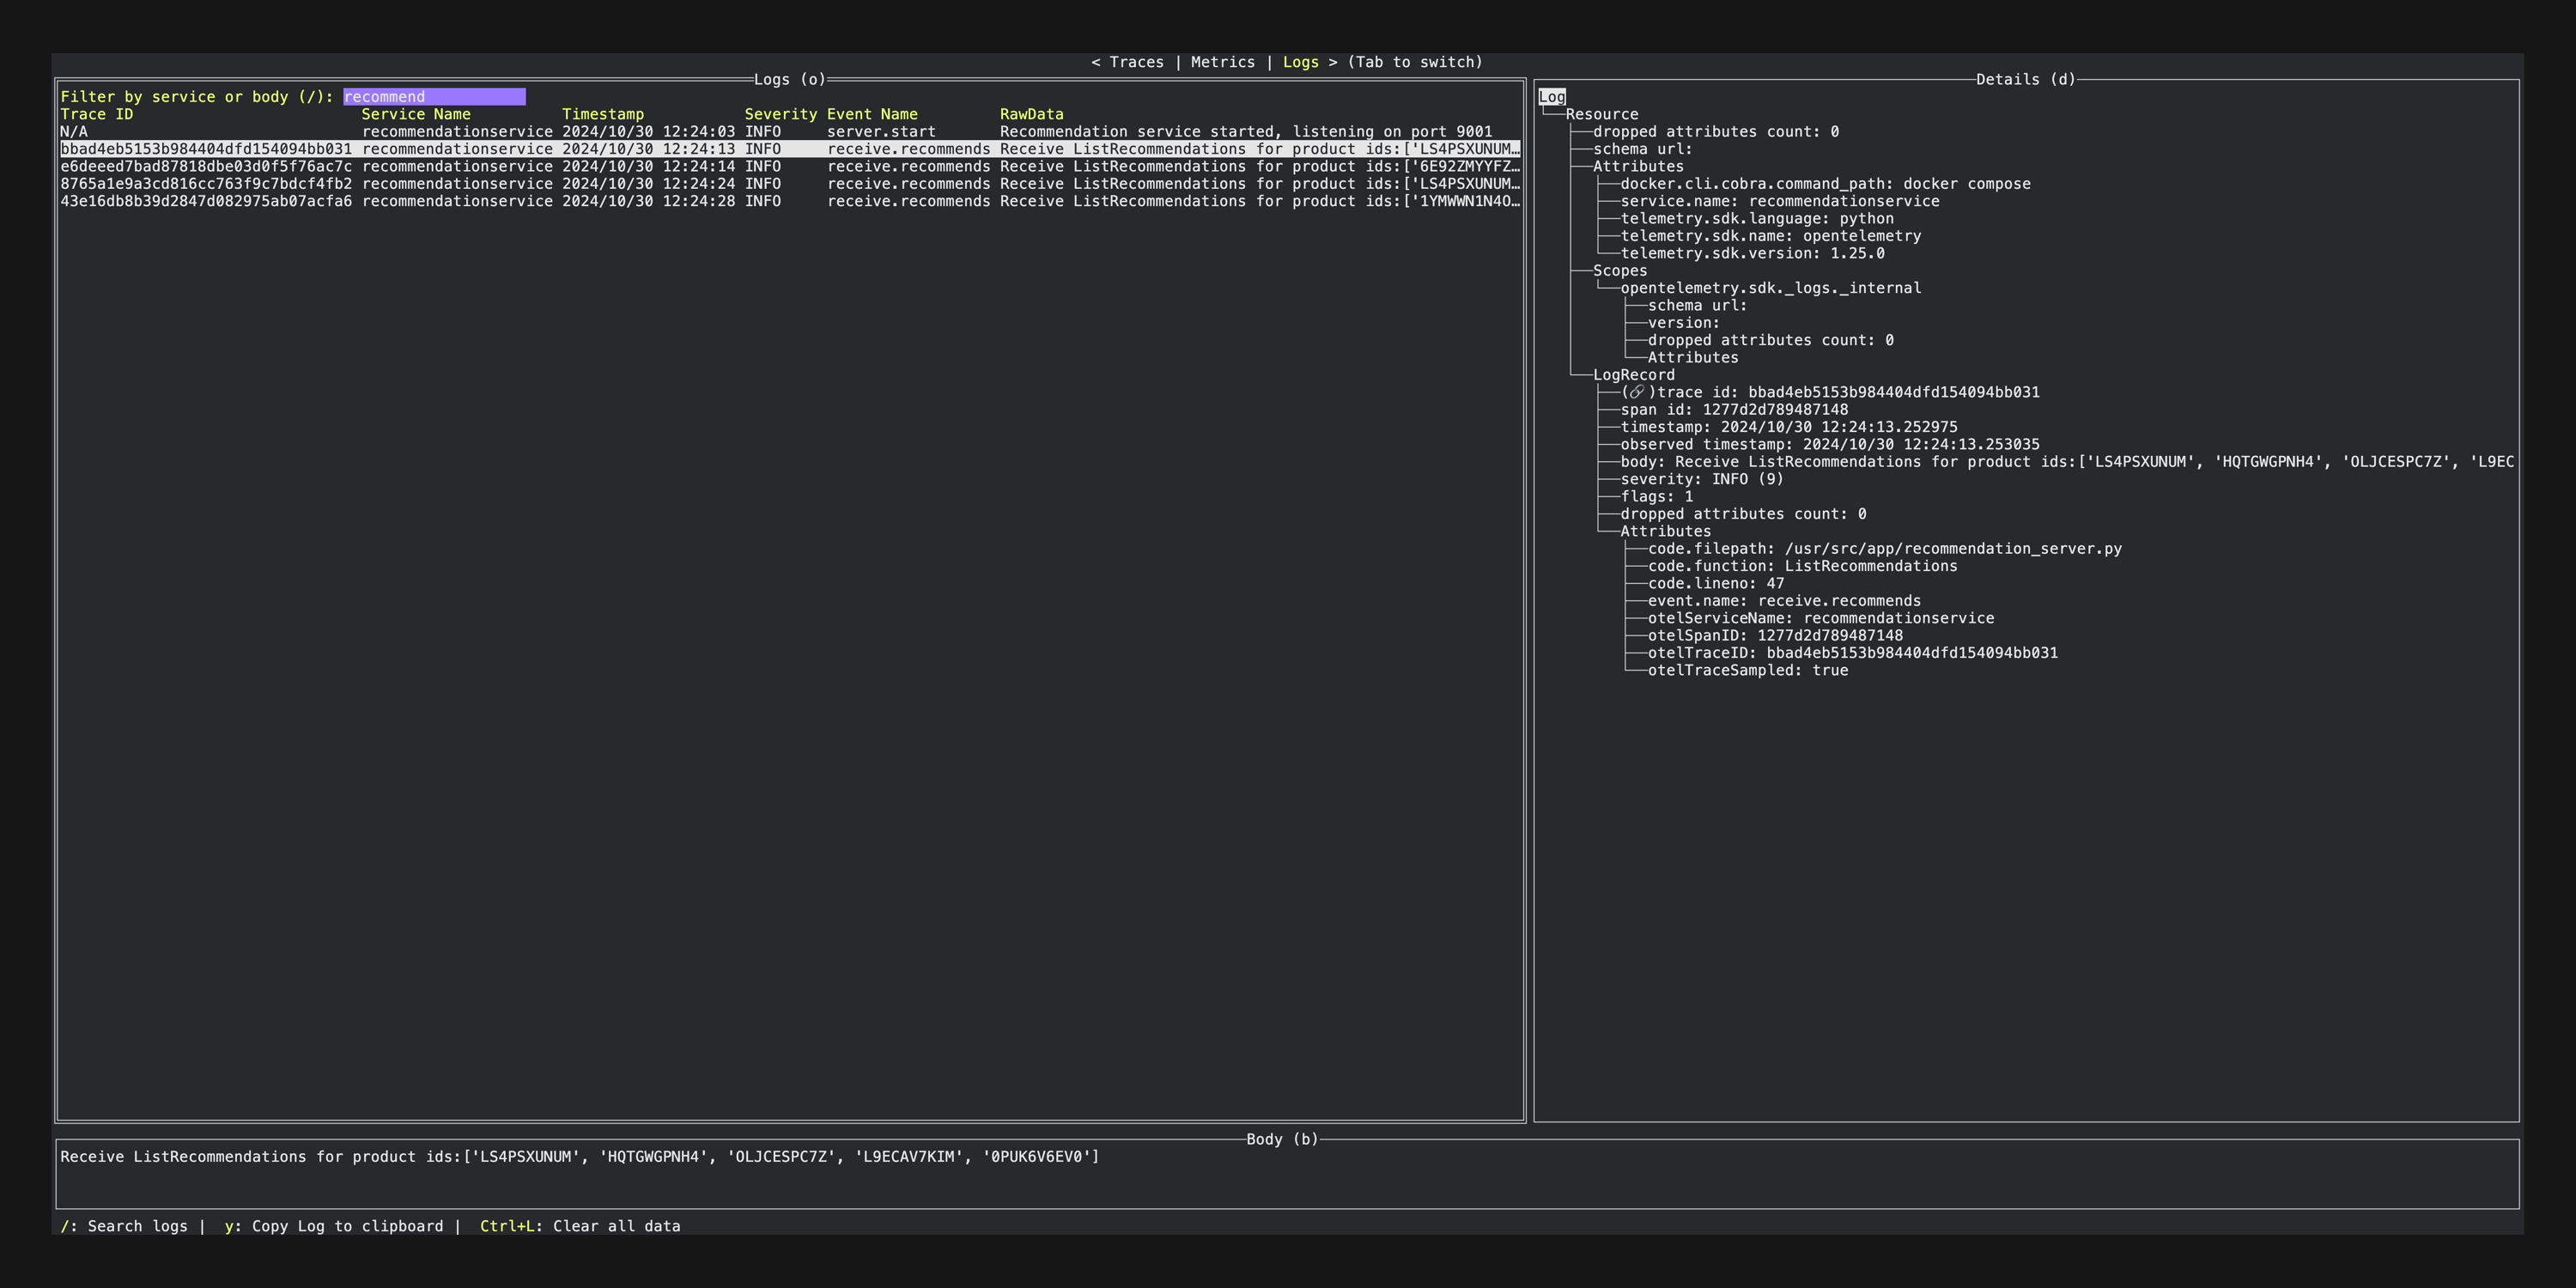 < Traces | Metrics | Logs > (Tab to switch)
Logs (o)
Filter by service or body (/): recommend
Trace ID Service Name Timestamp Severity Event Name RawData
N/A recommendationservice 2024/10/30 12:24:03 INFO server.start Recommendation service started, listening on port 9001
bbad4eb5153b984404dfd154094bb031 recommendationservice 2024/10/30 12:24:13 INFO receive.recommends Receive ListRecommendations for product ids:['LS4PSXUNUM…
e6deeed7bad87818dbe03d0f5f76ac7c recommendationservice 2024/10/30 12:24:14 INFO receive.recommends Receive ListRecommendations for product ids:['6E92ZMYYFZ…
8765a1e9a3cd816cc763f9c7bdcf4fb2 recommendationservice 2024/10/30 12:24:24 INFO receive.recommends Receive ListRecommendations for product ids:['LS4PSXUNUM…
43e16db8b39d2847d082975ab07acfa6 recommendationservice 2024/10/30 12:24:28 INFO receive.recommends Receive ListRecommendations for product ids:['1YMWWN1N4O…
Details (d)
Log
Resource
dropped attributes count: 0
schema url:
Attributes
docker.cli.cobra.command_path: docker compose
service.name: recommendationservice
telemetry.sdk.language: python
telemetry.sdk.name: opentelemetry
telemetry.sdk.version: 1.25.0
Scopes
opentelemetry.sdk._logs._internal
schema url:
version:
dropped attributes count: 0
Attributes
LogRecord
(🔗)trace id: bbad4eb5153b984404dfd154094bb031
span id: 1277d2d789487148
timestamp: 2024/10/30 12:24:13.252975
observed timestamp: 2024/10/30 12:24:13.253035
body: Receive ListRecommendations for product ids:['LS4PSXUNUM', 'HQTGWGPNH4', 'OLJCESPC7Z', 'L9EC
severity: INFO (9)
flags: 1
dropped attributes count: 0
Attributes
code.filepath: /usr/src/app/recommendation_server.py
code.function: ListRecommendations
code.lineno: 47
event.name: receive.recommends
otelServiceName: recommendationservice
otelSpanID: 1277d2d789487148
otelTraceID: bbad4eb5153b984404dfd154094bb031
otelTraceSampled: true
Body (b)
Receive ListRecommendations for product ids:['LS4PSXUNUM', 'HQTGWGPNH4', 'OLJCESPC7Z', 'L9ECAV7KIM', '0PUK6V6EV0']
/: Search logs | y: Copy Log to clipboard | Ctrl+L: Clear all data